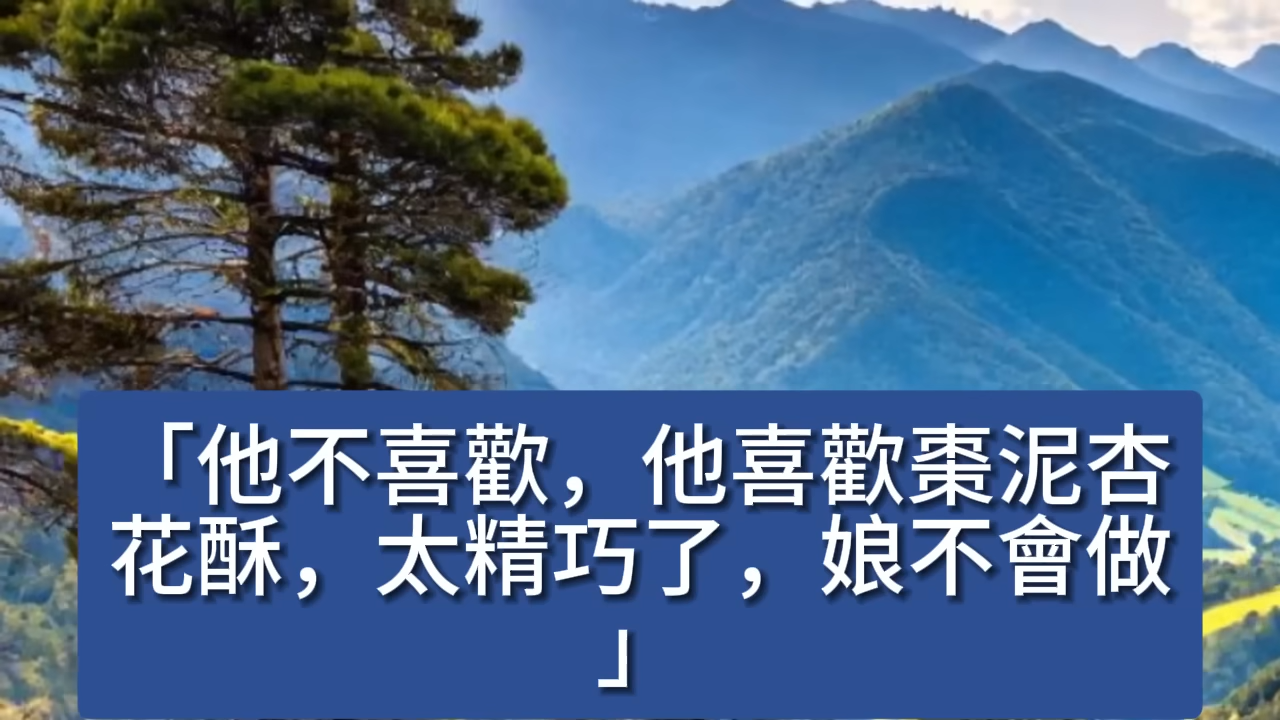 「他不喜歡，他喜歡棗泥杏
花酥，太精巧了，娘不會做
」